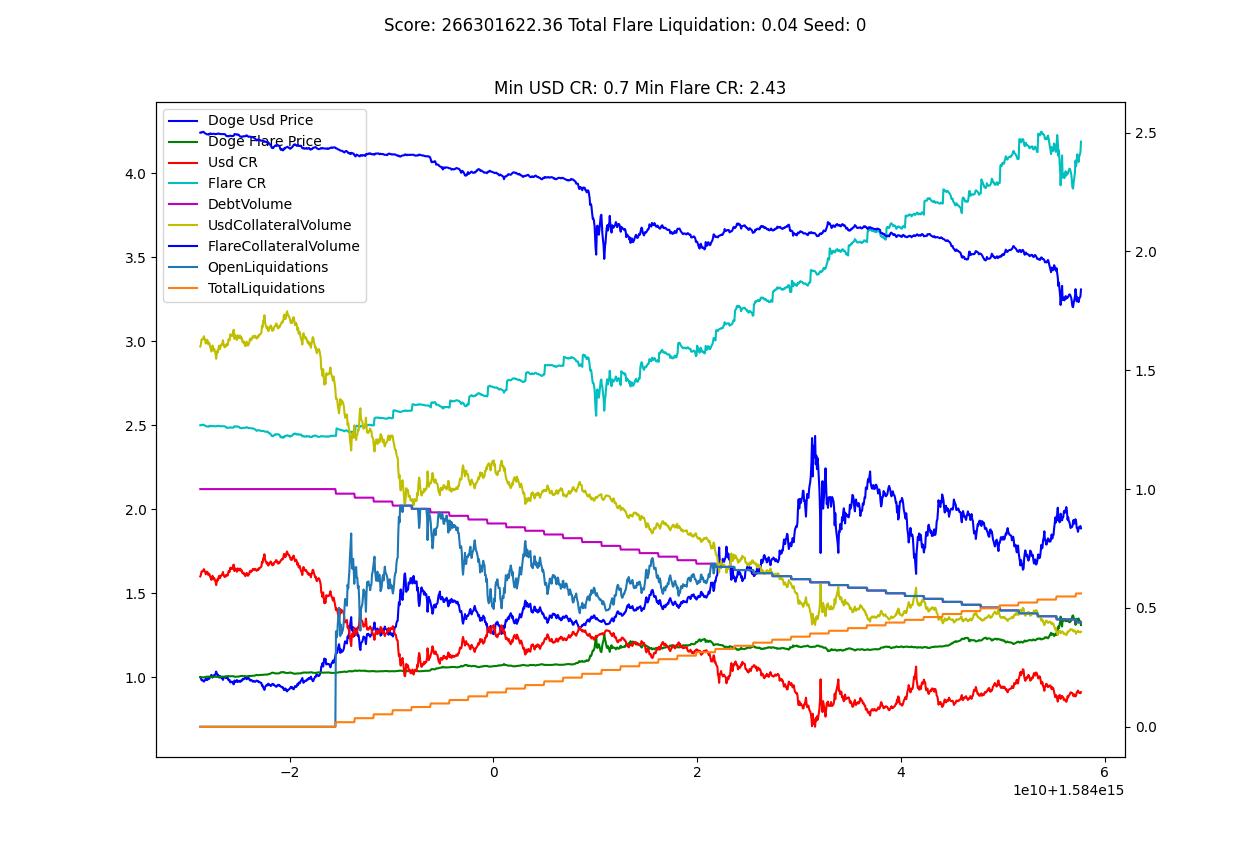 Score: 266301622.36 Total Flare Liquidation: 0.04 Seed: 0
Min USD CR: 0.7 Min Flare CR: 2.43
Doge Usd Price
Doge Flare Price
Usd CR
Flare CR
DebtVolume
UsdCollateralVolume
FlareCollateralVolume
OpenLiquidations
TotalLiquidations
4.0
3.5
3.0
2.5
2.0
1.5
1.0
2.5
2.0
1.5
1.0
0.5
0.0
−2
0
2
4
6
1e10+1.584e15